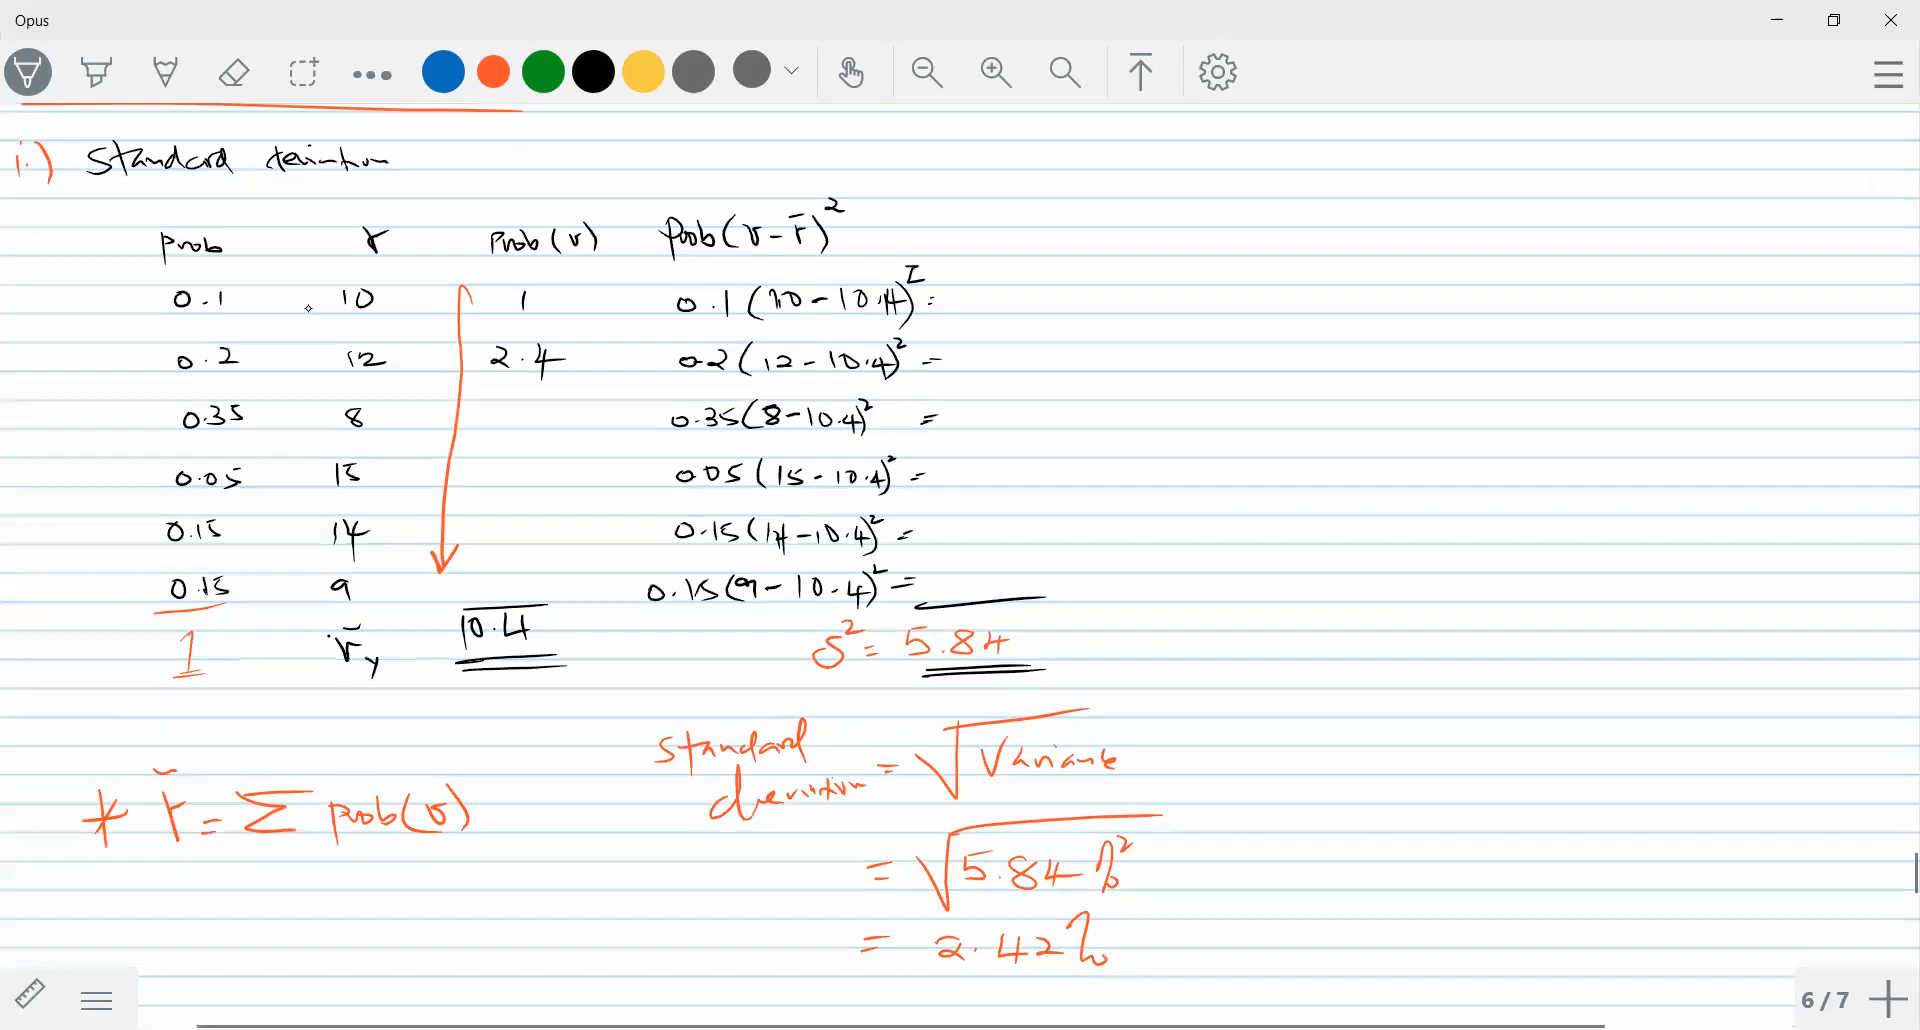 Opus
i.) Standard deviation
prob r prob(r) prob(r - r̄)²
0.1 10 1 0.1(10 - 10.4)² =
0.2 12 2.4 0.2(12 - 10.4)² =
0.35 8 0.35(8 - 10.4)² =
0.05 15 0.05(15 - 10.4)² =
0.15 14 0.15(14 - 10.4)² =
0.15 9 0.15(9 - 10.4)² =
1 r̄y 10.4 δ² = 5.84
Standard deviation = √Variance
* r̄ = Σ prob(r)
= √5.84%²
= 2.42%
6 / 7